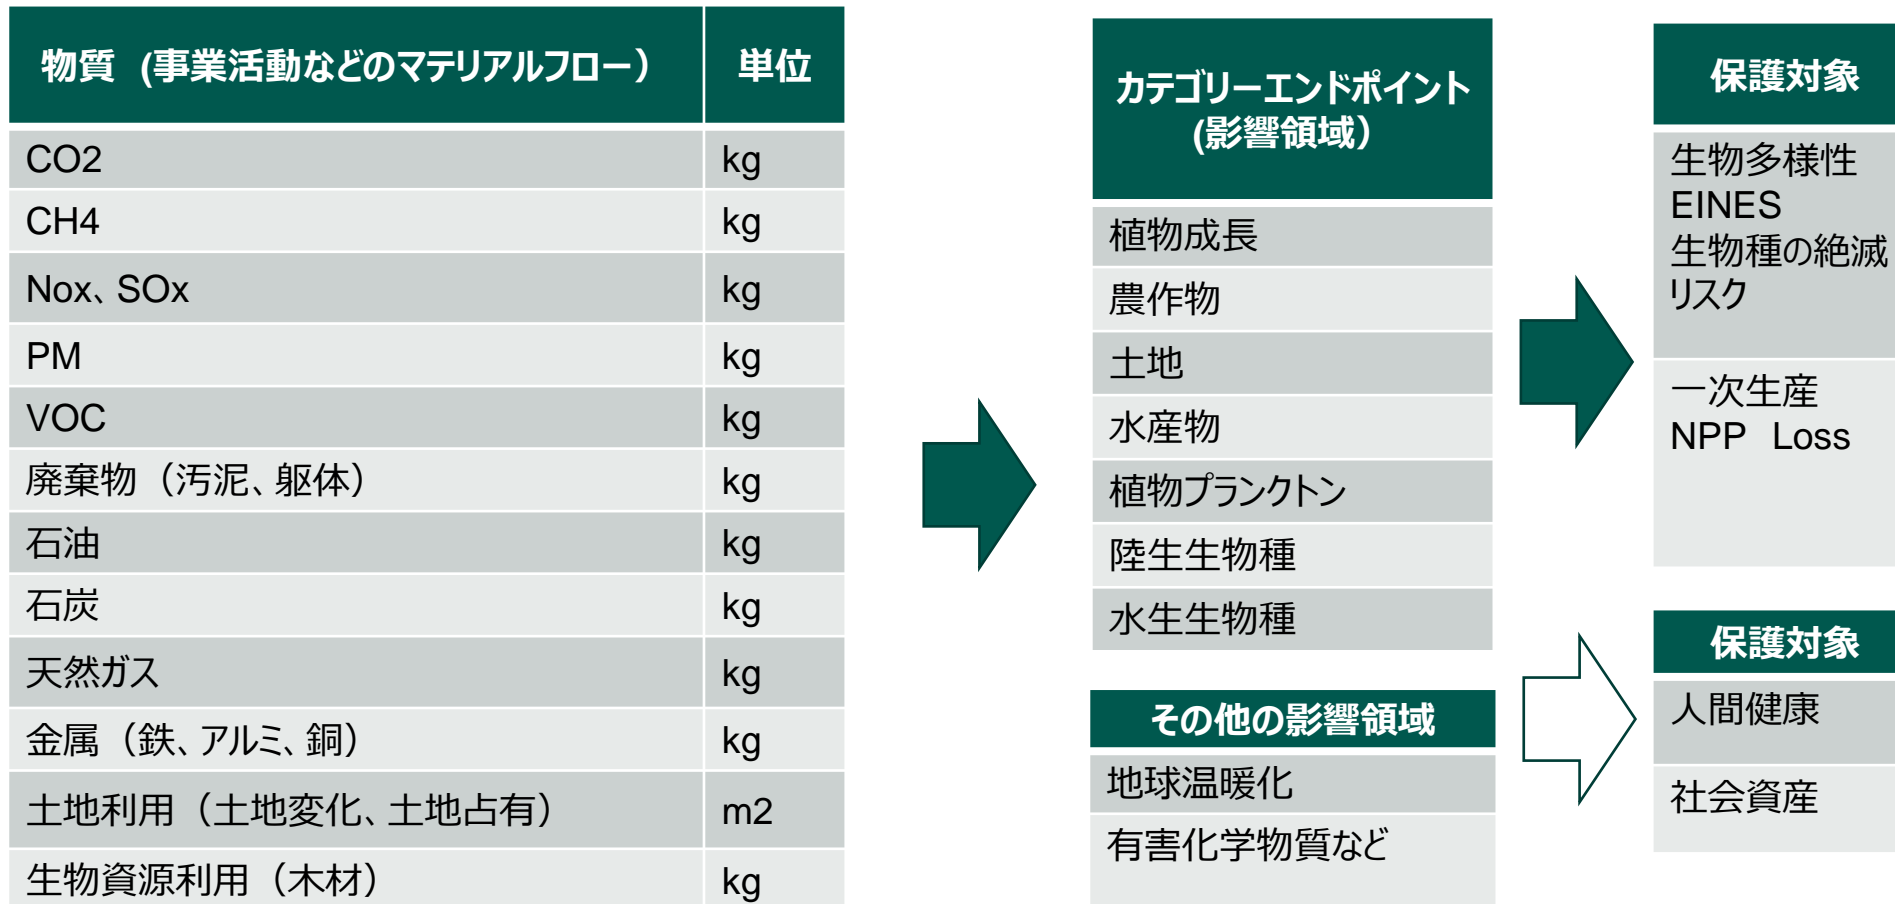 物質 (事業活動などのマテリアルフロー） 単位
CO2 kg
CH4 kg
Nox、SOx kg
PM kg
VOC kg
廃棄物（汚泥、躯体） kg
石油 kg
石炭 kg
天然ガス kg
金属（鉄、アルミ、銅） kg
土地利用（土地変化、土地占有） m2
生物資源利用（木材） kg
カテゴリーエンドポイント
(影響領域）
植物成長
農作物
土地
水産物
植物プランクトン
陸生生物種
水生生物種
その他の影響領域
地球温暖化
有害化学物質など
保護対象
生物多様性
EINES
生物種の絶滅
リスク
一次生産
NPP Loss
保護対象
人間健康
社会資産